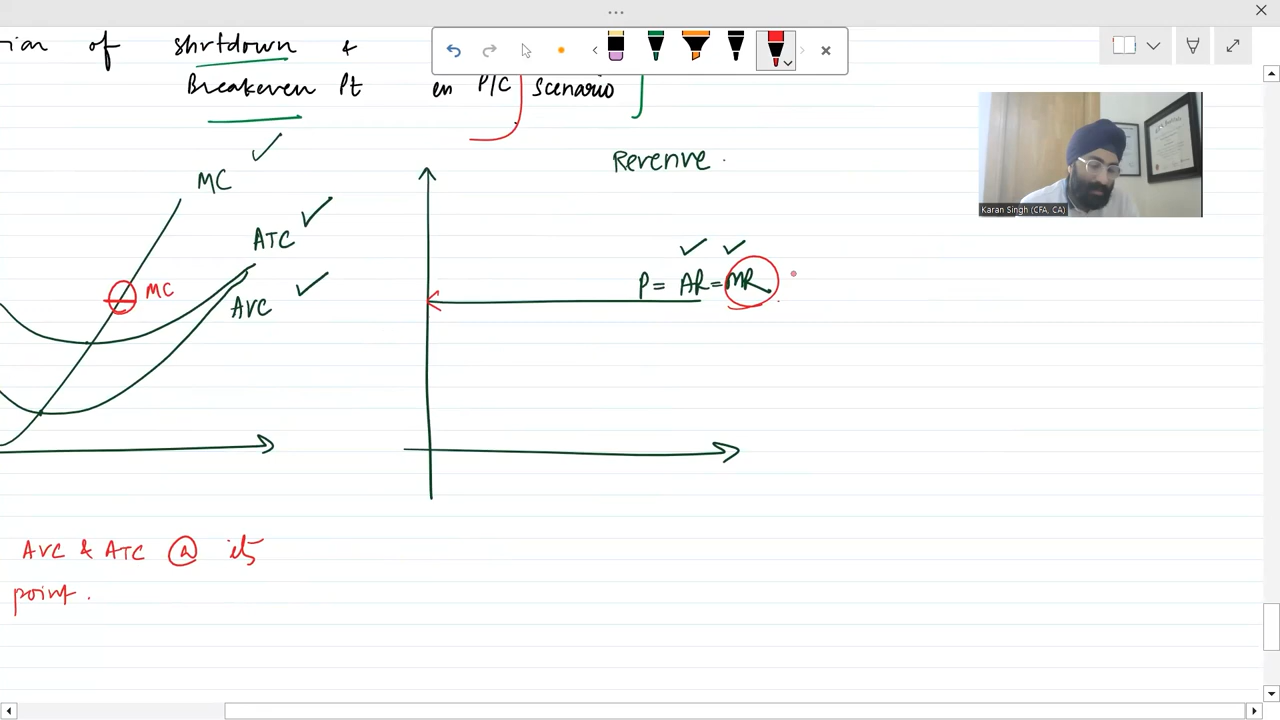 ion of shutdown &
Breakeven Pt in P/C Scenario
Revenue
MC
ATC
MC
AVC
P = AR = MR
AVC & ATC @ its
point.
Karan Singh (CFA, CA)